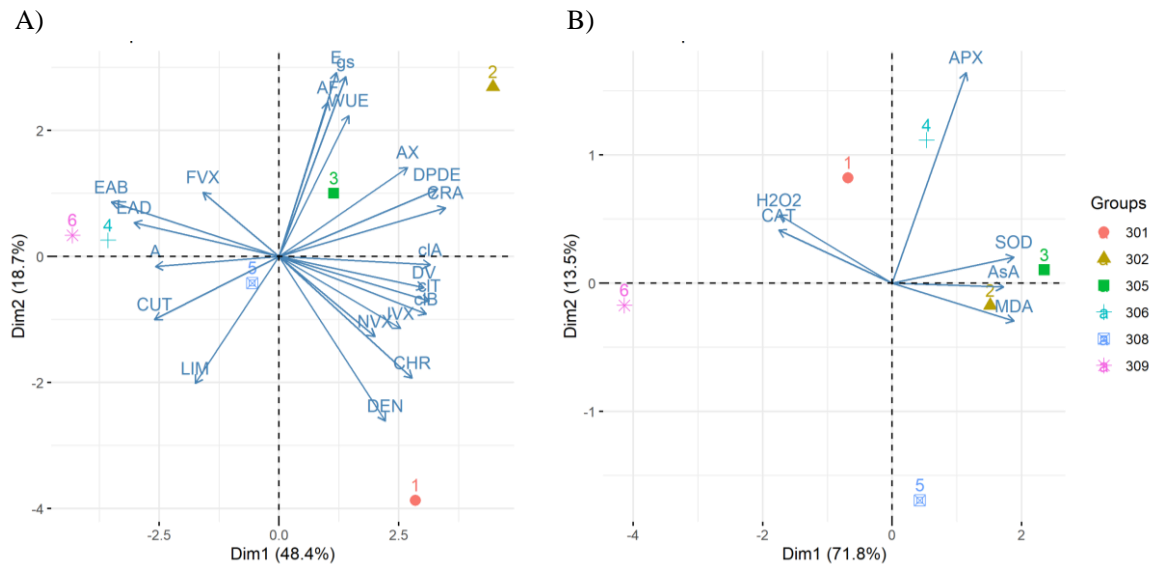 A)
B)
E
gs
AF
WUE
2
AX
DPDE
CRA
3
FVX
EAB
EAD
6
4
A
5
CUT
LIM
clA
DV
clT
clB
IVX
NVX
CHR
DEN
1
2
0
-2
-4
-2.5
0.0
2.5
Dim1 (48.4%)
Dim2 (18.7%)
APX
4
1
H2O2
CAT
SOD
3
AsA
2
MDA
6
5
1
0
-1
-4
-2
0
2
Dim1 (71.8%)
Dim2 (13.5%)
Groups
301
302
305
306
308
309